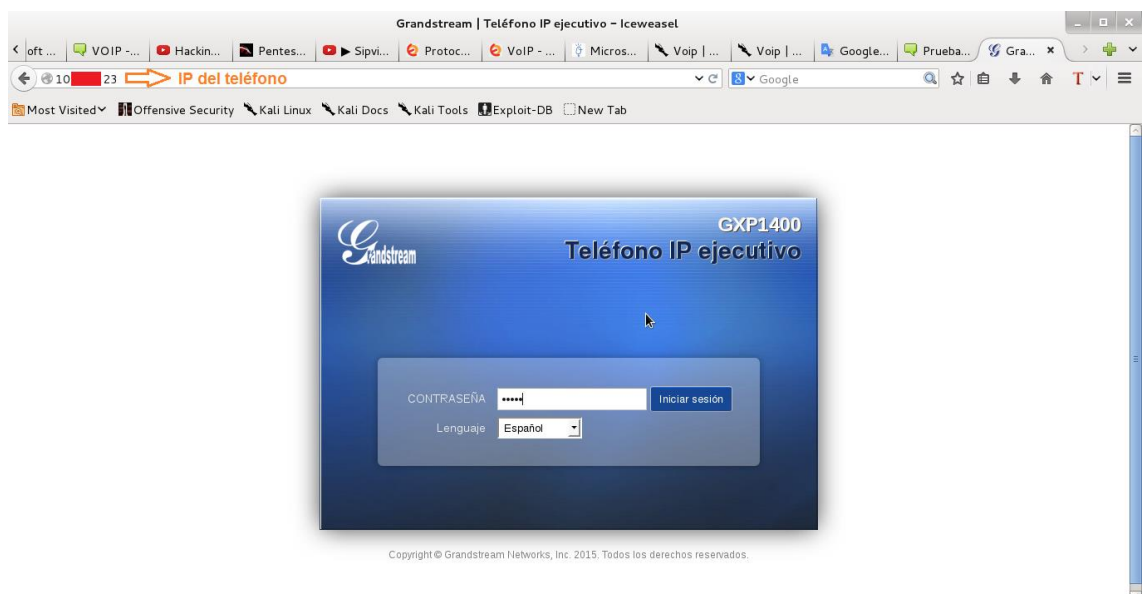 Grandstream | Teléfono IP ejecutivo - Iceweasel
oft ... VOIP -... Hackin... Pentes... Sipvi... Protoc... VoIP - ... Micros... Voip | ... Voip | ... Google... Prueba... Gra...
10 23 IP del teléfono Google
Most Visited Offensive Security Kali Linux Kali Docs Kali Tools Exploit-DB New Tab
Grandstream
GXP1400
Teléfono IP ejecutivo
CONTRASEÑA ••••• Iniciar sesión
Lenguaje Español
Copyright © Grandstream Networks, Inc. 2015. Todos los derechos reservados.